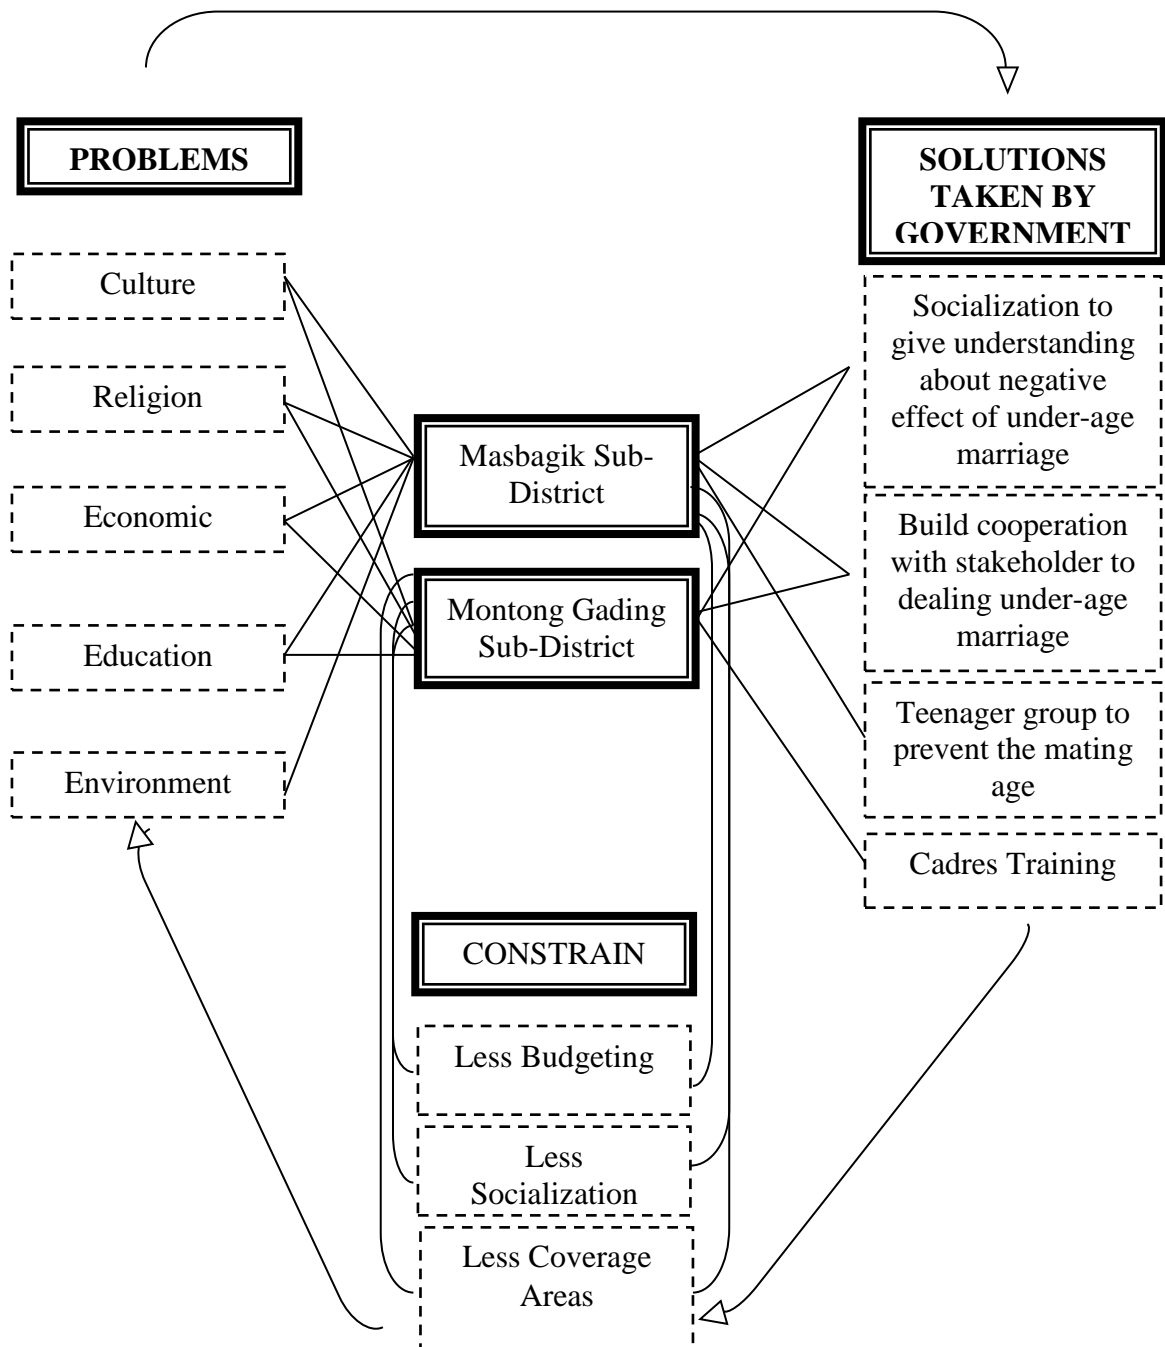 PROBLEMS
SOLUTIONS
TAKEN BY
GOVERNMENT
Culture
Religion
Economic
Education
Environment
Masbagik Sub-
District
Montong Gading
Sub-District
Socialization to
give understanding
about negative
effect of under-age
marriage
Build cooperation
with stakeholder to
dealing under-age
marriage
Teenager group to
prevent the mating
age
Cadres Training
CONSTRAIN
Less Budgeting
Less
Socialization
Less Coverage
Areas